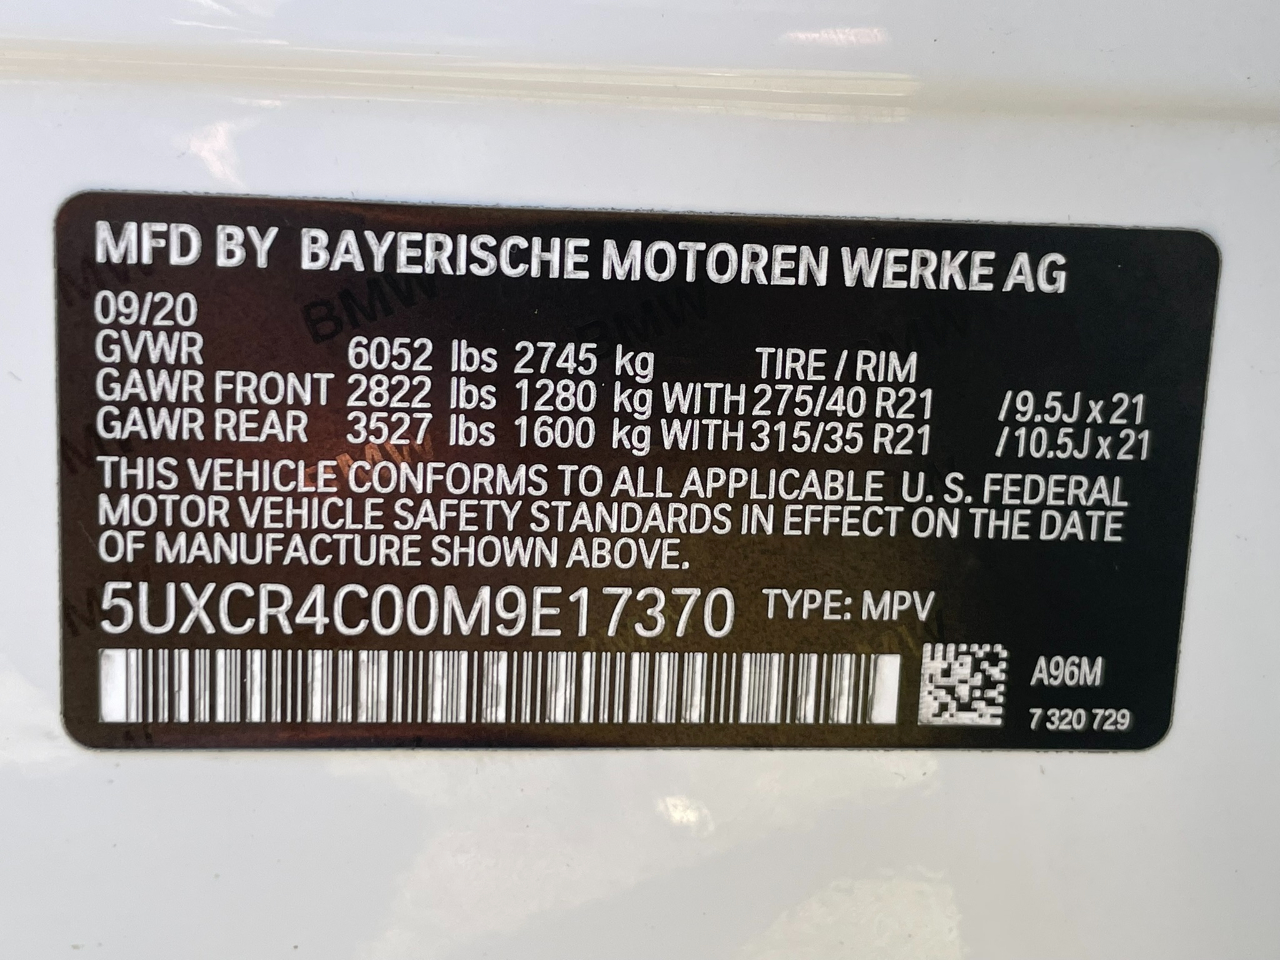 MFD BY BAYERISCHE MOTOREN WERKE AG
09/20
GVWR 6052 lbs 2745 kg TIRE / RIM
GAWR FRONT 2822 lbs 1280 kg WITH 275/40 R21 /9.5J x 21
GAWR REAR 3527 lbs 1600 kg WITH 315/35 R21 /10.5J x 21
THIS VEHICLE CONFORMS TO ALL APPLICABLE U. S. FEDERAL
MOTOR VEHICLE SAFETY STANDARDS IN EFFECT ON THE DATE
OF MANUFACTURE SHOWN ABOVE.
5UXCR4C00M9E17370 TYPE: MPV
A96M
7 320 729
BMW
BMW
BMW